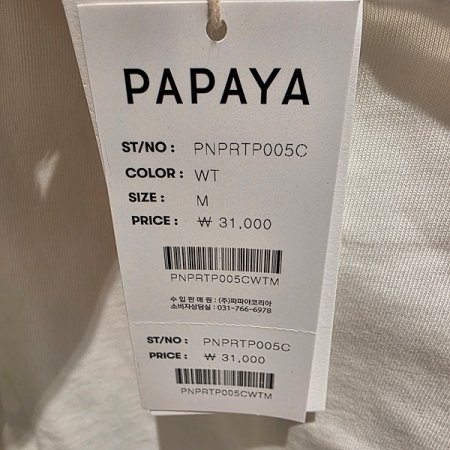 PAPAYA
ST/NO : PNPRTP005C
COLOR : WT
SIZE : M
PRICE : ₩ 31,000
PNPRTP005CWTM
수 입 판 매 원 : (주)파파야코리아
소비자상담실 : 031-766-6978
ST/NO : PNPRTP005C
PRICE : ₩ 31,000
PNPRTP005CWTM